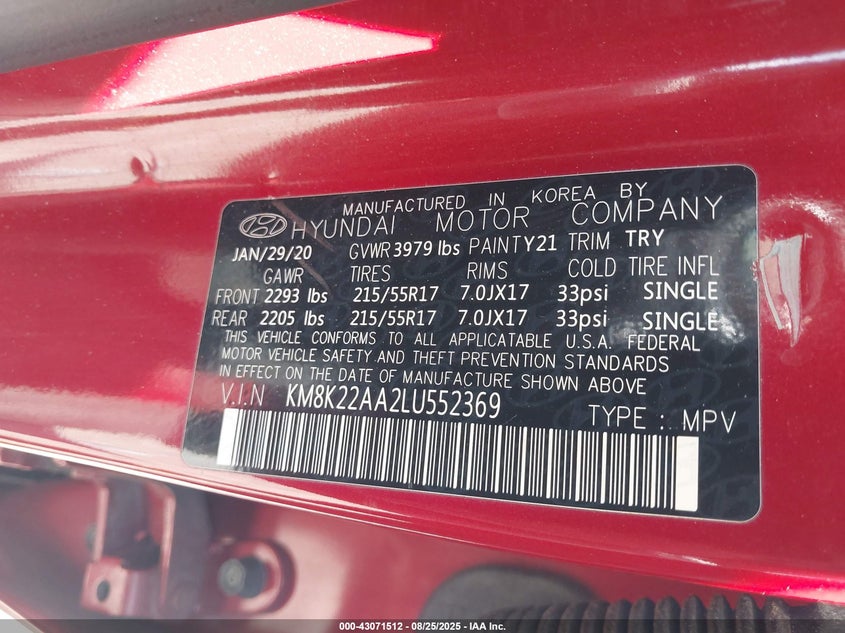 MANUFACTURED IN KOREA BY
HYUNDAI MOTOR COMPANY
JAN/29/20 GVWR 3979 lbs PAINT Y21 TRIM TRY
GAWR TIRES RIMS COLD TIRE INFL
FRONT 2293 lbs 215/55R17 7.0JX17 33psi SINGLE
REAR 2205 lbs 215/55R17 7.0JX17 33psi SINGLE
THIS VEHICLE CONFORMS TO ALL APPLICATABLE U.S.A. FEDERAL
MOTOR VEHICLE SAFETY AND THEFT PREVENTION STANDARDS
IN EFFECT ON THE DATE OF MANUFACTURE SHOWN ABOVE
V.I.N KM8K22AA2LU552369
TYPE : MPV
000-43071512 - 08/25/2025 - IAA Inc.